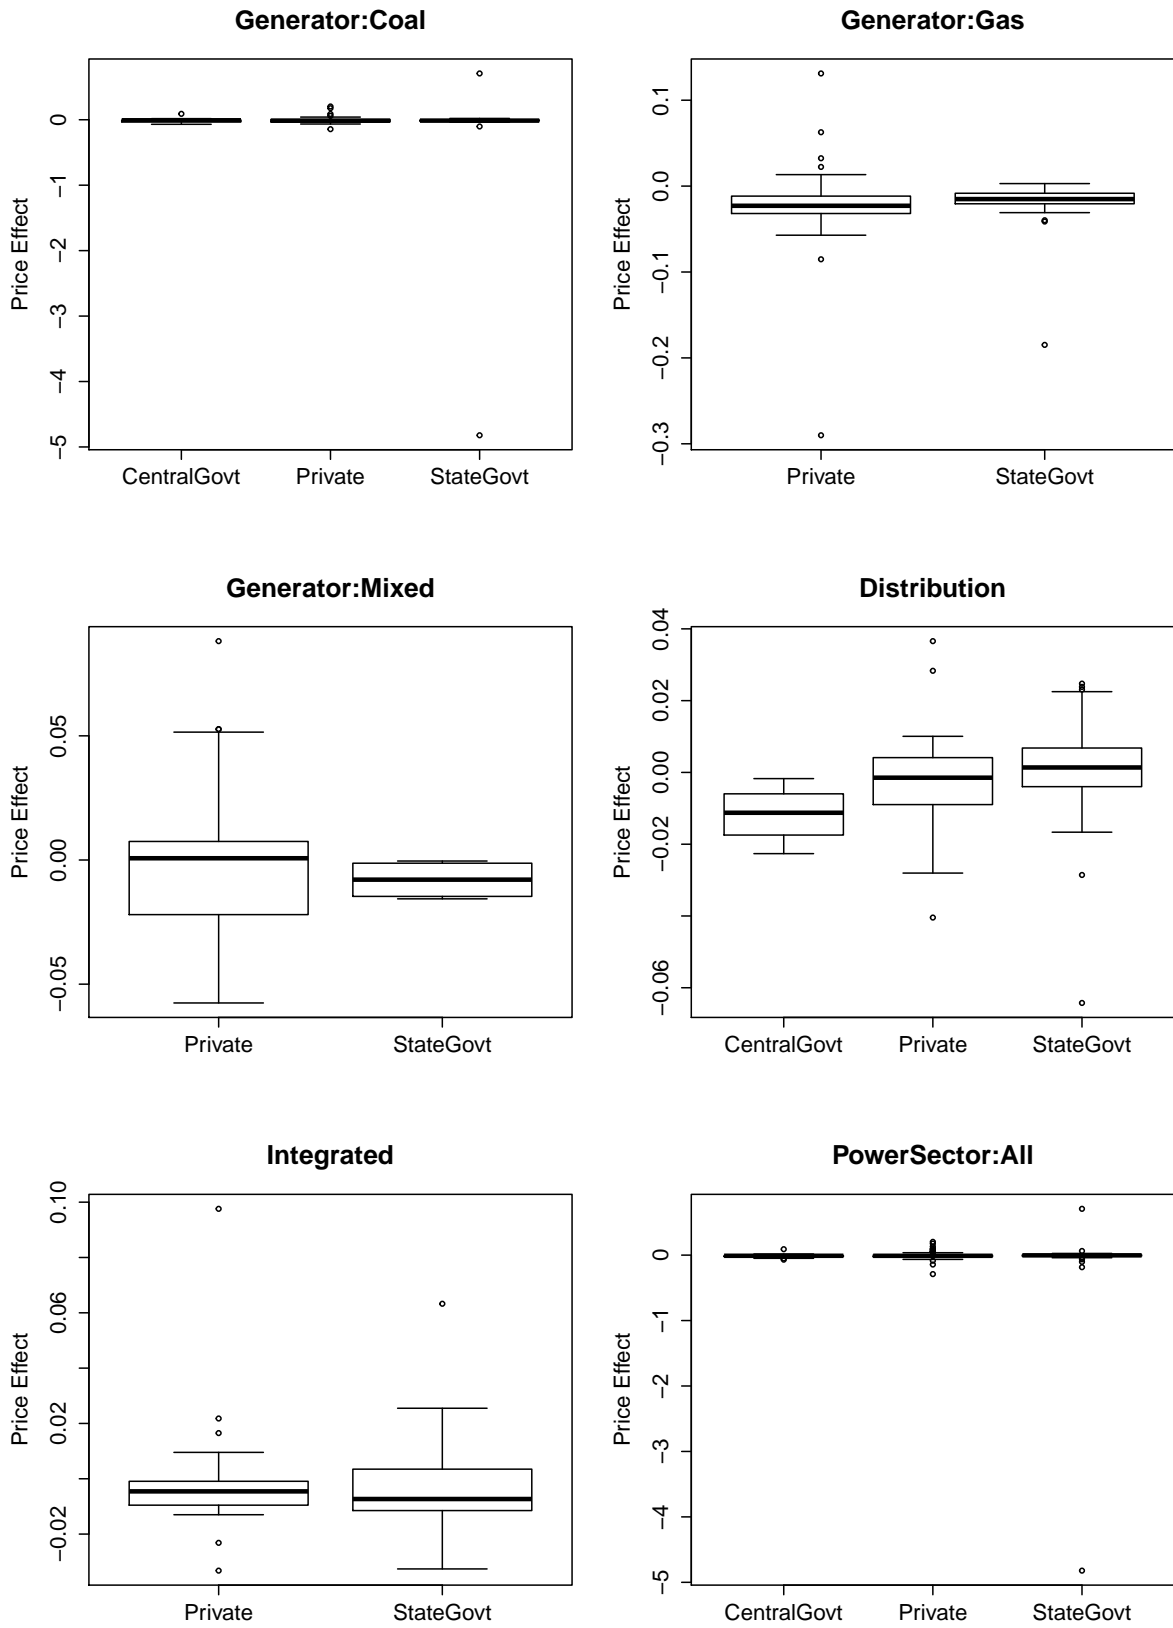 Generator:Coal
Price Effect
0
−1
−2
−3
−4
−5
CentralGovt Private StateGovt
Generator:Gas
Price Effect
0.1
0.0
−0.1
−0.2
−0.3
Private StateGovt
Generator:Mixed
Price Effect
0.05
0.00
−0.05
Private StateGovt
Distribution
Price Effect
0.04
0.02
0.00
−0.02
−0.06
CentralGovt Private StateGovt
Integrated
Price Effect
0.10
0.06
0.02
−0.02
Private StateGovt
PowerSector:All
Price Effect
0
−1
−2
−3
−4
−5
CentralGovt Private StateGovt